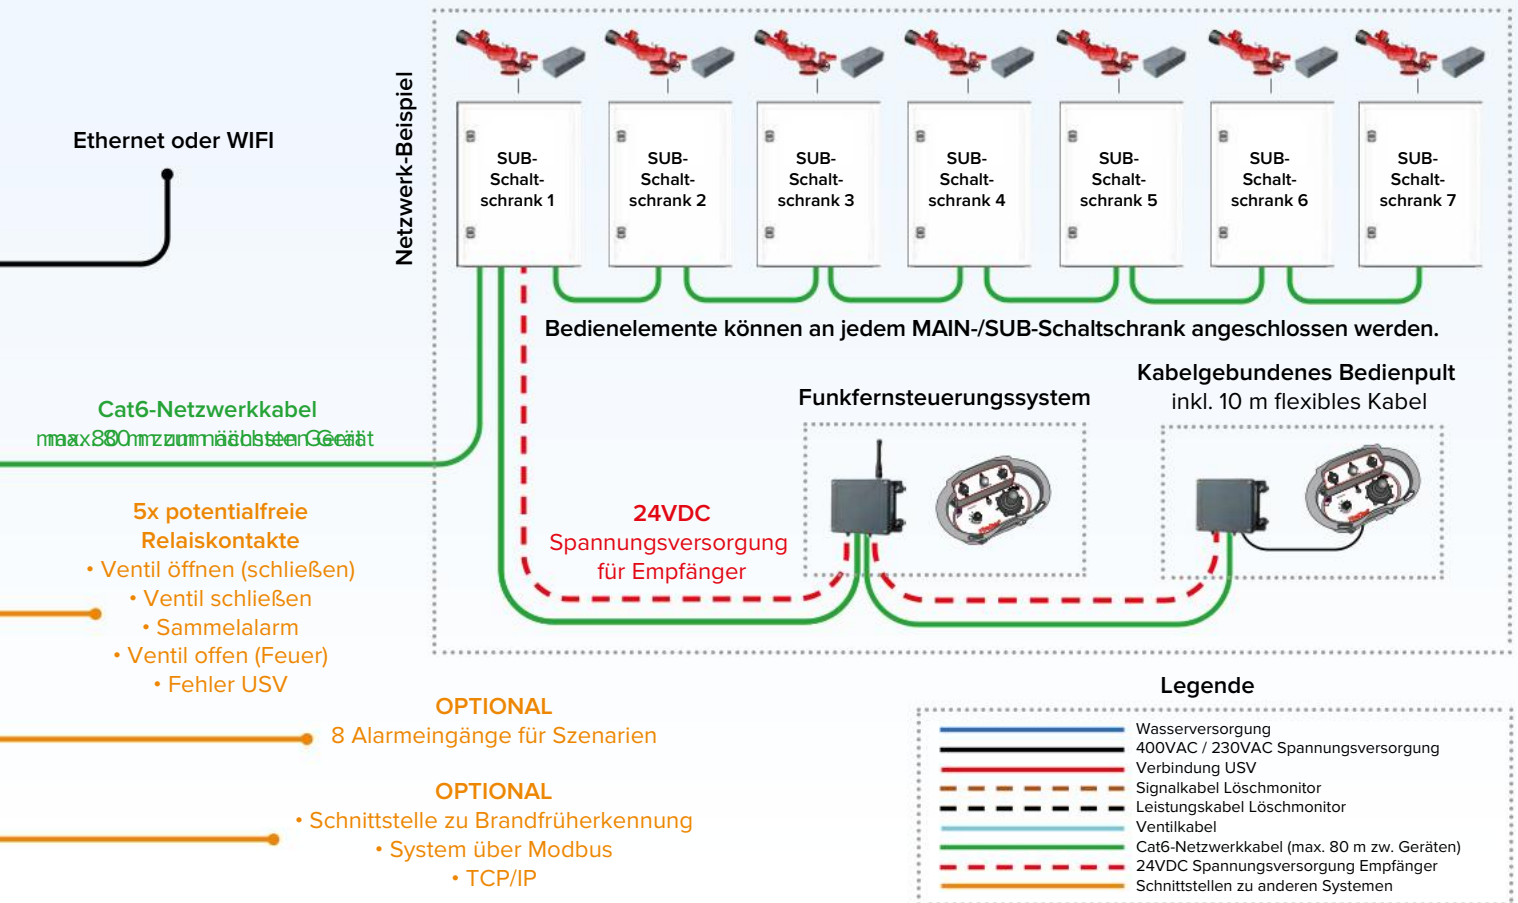 Ethernet oder WIFI
Netzwerk-Beispiel
SUB-
Schalt-
schrank 1
SUB-
Schalt-
schrank 2
SUB-
Schalt-
schrank 3
SUB-
Schalt-
schrank 4
SUB-
Schalt-
schrank 5
SUB-
Schalt-
schrank 6
SUB-
Schalt-
schrank 7
Bedienelemente können an jedem MAIN-/SUB-Schaltschrank angeschlossen werden.
Cat6-Netzwerkkabel
max. 80 m zum nächsten Gerät
Funkfernsteuerungssystem
Kabelgebundenes Bedienpult
inkl. 10 m flexibles Kabel
24VDC
Spannungsversorgung
für Empfänger
5x potentialfreie
Relaiskontakte
• Ventil öffnen (schließen)
• Ventil schließen
• Sammelalarm
• Ventil offen (Feuer)
• Fehler USV
OPTIONAL
8 Alarmeingänge für Szenarien
OPTIONAL
• Schnittstelle zu Brandfrüherkennung
• System über Modbus
• TCP/IP
Legende
Wasserversorgung
400VAC / 230VAC Spannungsversorgung
Verbindung USV
Signalkabel Löschmonitor
Leistungskabel Löschmonitor
Ventilkabel
Cat6-Netzwerkkabel (max. 80 m zw. Geräten)
24VDC Spannungsversorgung Empfänger
Schnittstellen zu anderen Systemen